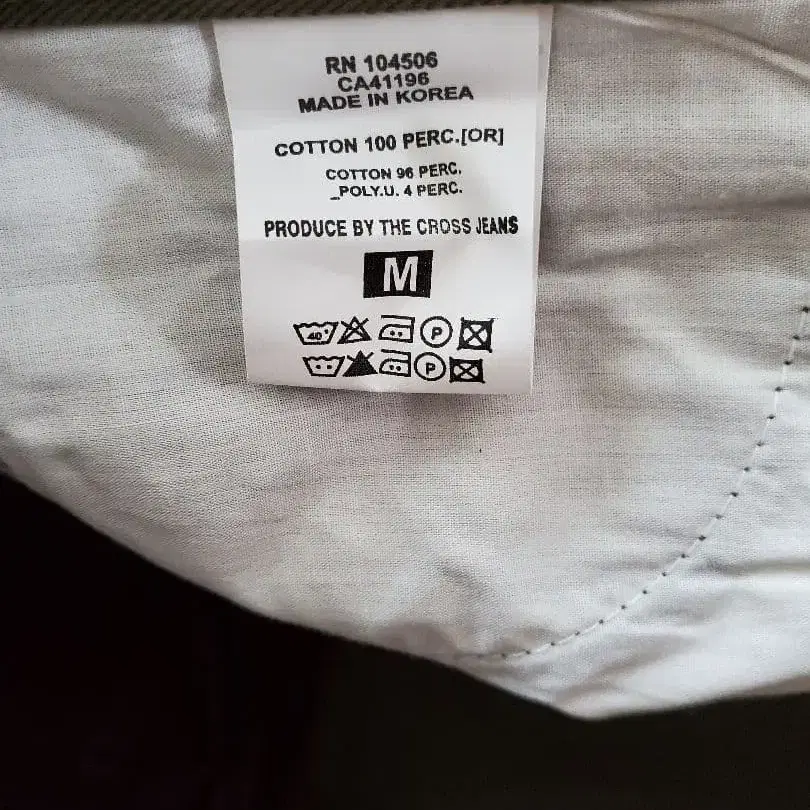 RN 104506
CA41196
MADE IN KOREA
COTTON 100 PERC.[OR]
COTTON 96 PERC.
_POLY.U. 4 PERC.
PRODUCE BY THE CROSS JEANS
M
40 P
P